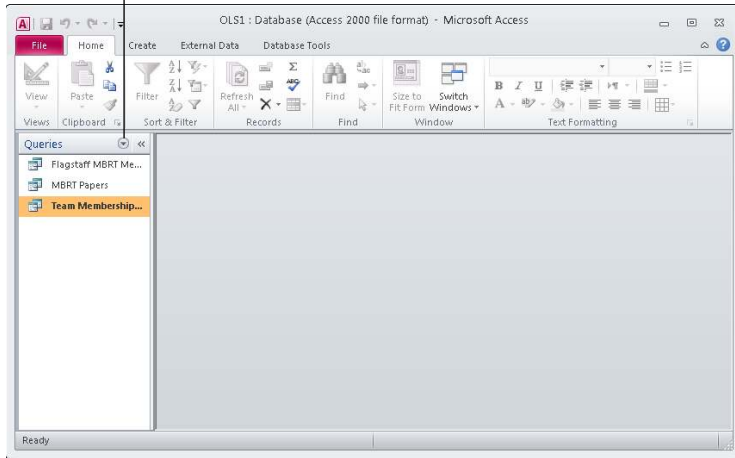 OLS1 : Database (Access 2000 file format) - Microsoft Access
File Home Create External Data Database Tools
View Paste Filter Refresh All Find Size to Fit Form Switch Windows
B I U
A
Views Clipboard Sort & Filter Records Find Window Text Formatting
Queries
Flagstaff MBRT Me...
MBRT Papers
Team Membership...
Ready